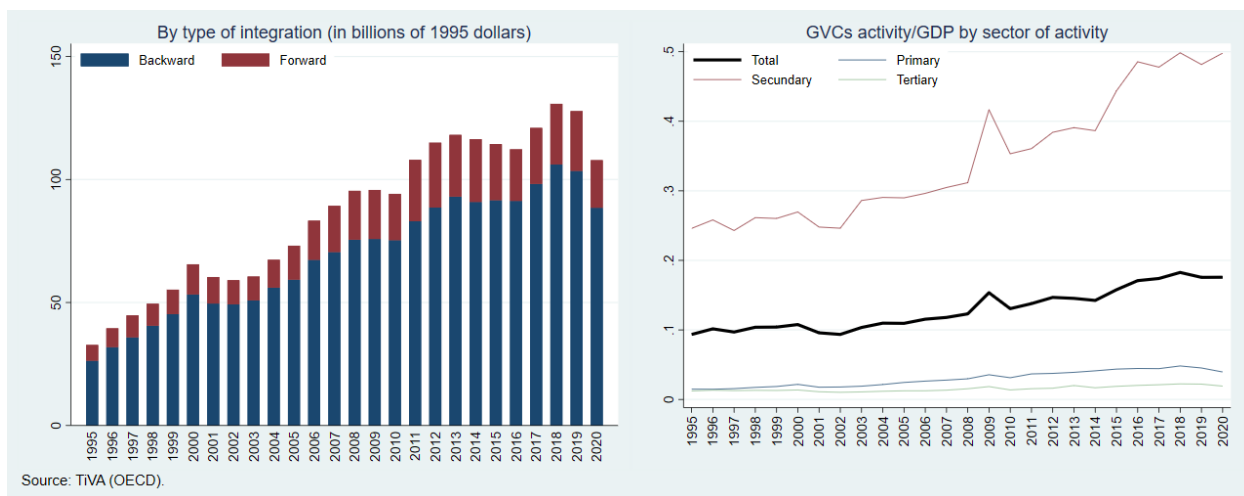 By type of integration (in billions of 1995 dollars)
Backward Forward
150
100
50
0
1995 1996 1997 1998 1999 2000 2001 2002 2003 2004 2005 2006 2007 2008 2009 2010 2011 2012 2013 2014 2015 2016 2017 2018 2019 2020
GVCs activity/GDP by sector of activity
Total Primary
Secundary Tertiary
.5
.4
.3
.2
.1
0
1995 1996 1997 1998 1999 2000 2001 2002 2003 2004 2005 2006 2007 2008 2009 2010 2011 2012 2013 2014 2015 2016 2017 2018 2019 2020
Source: TiVA (OECD).